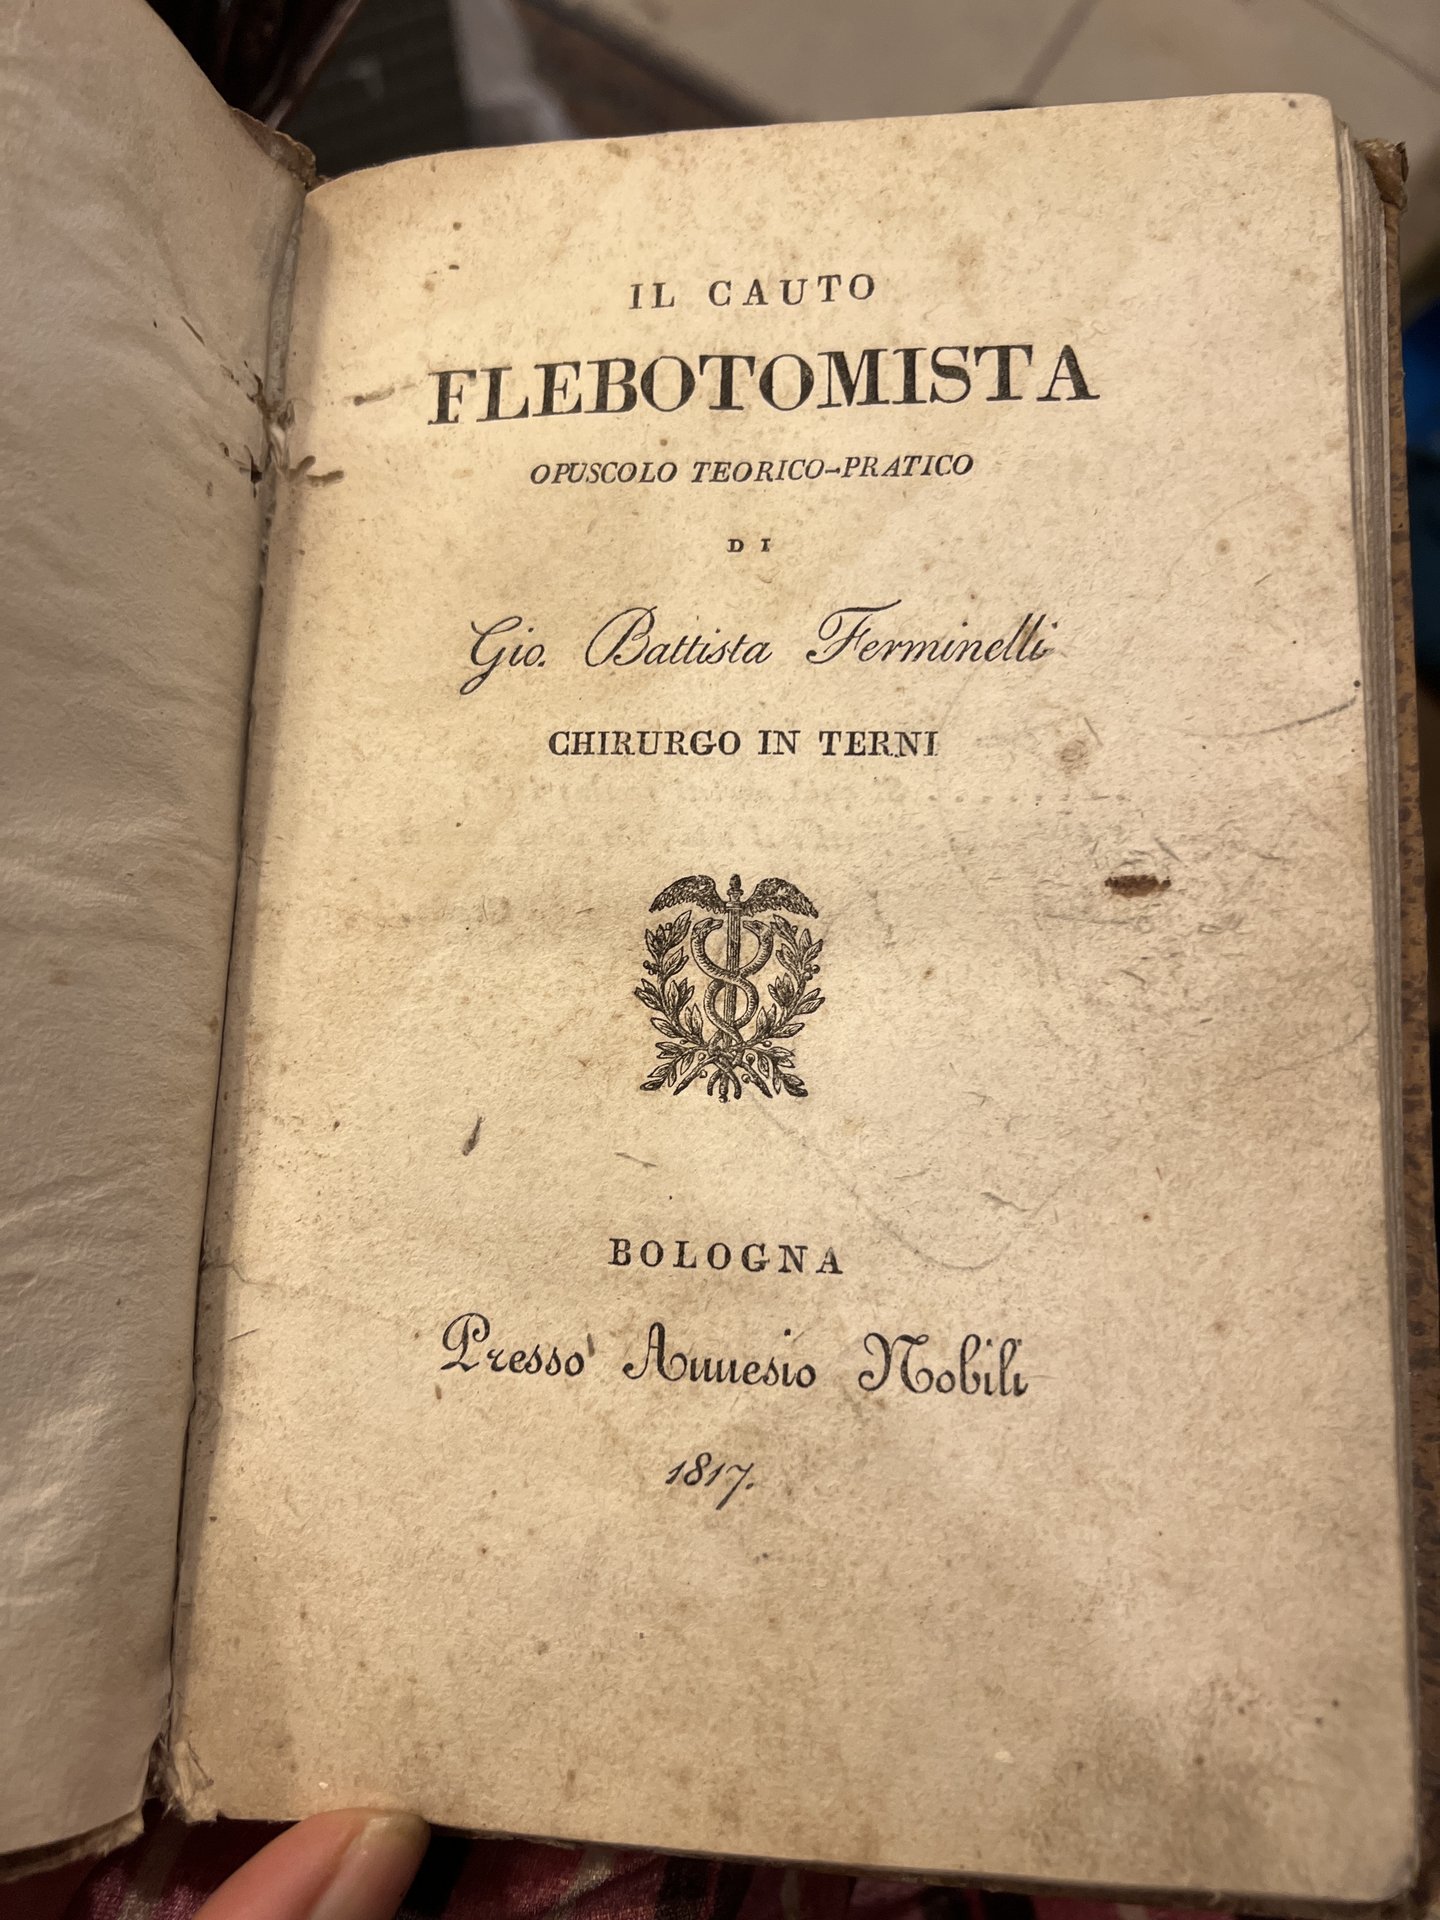 IL CAUTO
FLEBOTOMISTA
OPUSCOLO TEORICO-PRATICO
DI
Gio. Battista Ferminelli
CHIRURGO IN TERNI
BOLOGNA
Presso Annesio Nobili
1817.